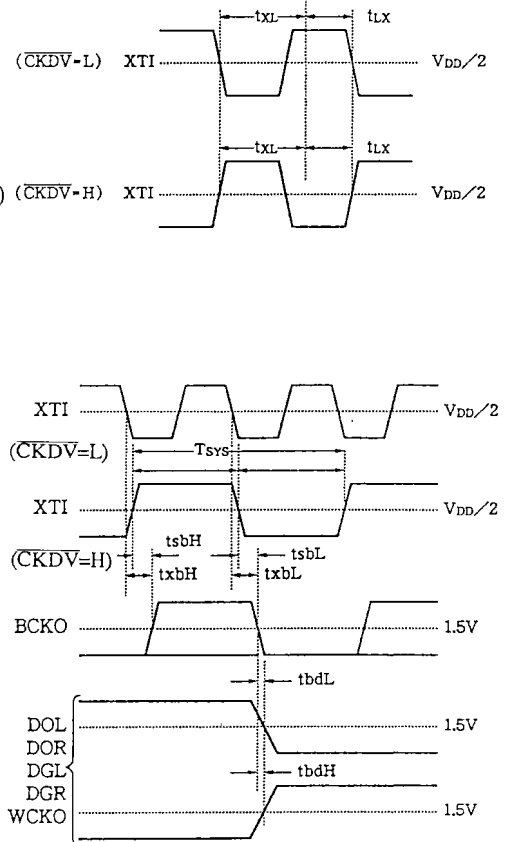 tXL tLX
(CKDV=L) XTI VDD/2
tXL tLX
) (CKDV=H) XTI VDD/2
XTI VDD/2
(CKDV=L) TSYS
XTI VDD/2
tsbH tsbL
(CKDV=H) txbH txbL
BCKO 1.5V
tbdL
DOL 1.5V
DOR
DGL tbdH
DGR
WCKO 1.5V